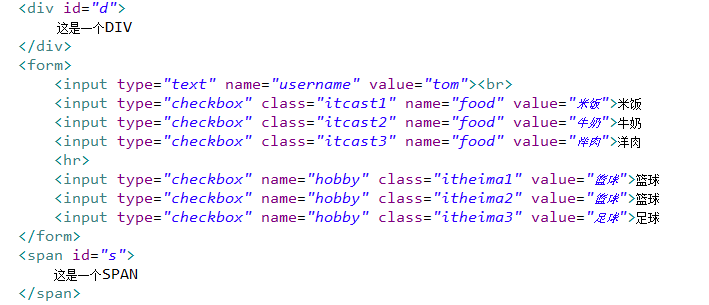 <div id="d">
这是一个DIV
</div>
<form>
<input type="text" name="username" value="tom"><br>
<input type="checkbox" class="itcast1" name="food" value="米饭">米饭
<input type="checkbox" class="itcast2" name="food" value="牛奶">牛奶
<input type="checkbox" class="itcast3" name="food" value="洋肉">洋肉
<hr>
<input type="checkbox" name="hobby" class="itheima1" value="篮球">篮球
<input type="checkbox" name="hobby" class="itheima2" value="篮球">篮球
<input type="checkbox" name="hobby" class="itheima3" value="足球">足球
</form>
<span id="s">
这是一个SPAN
</span>